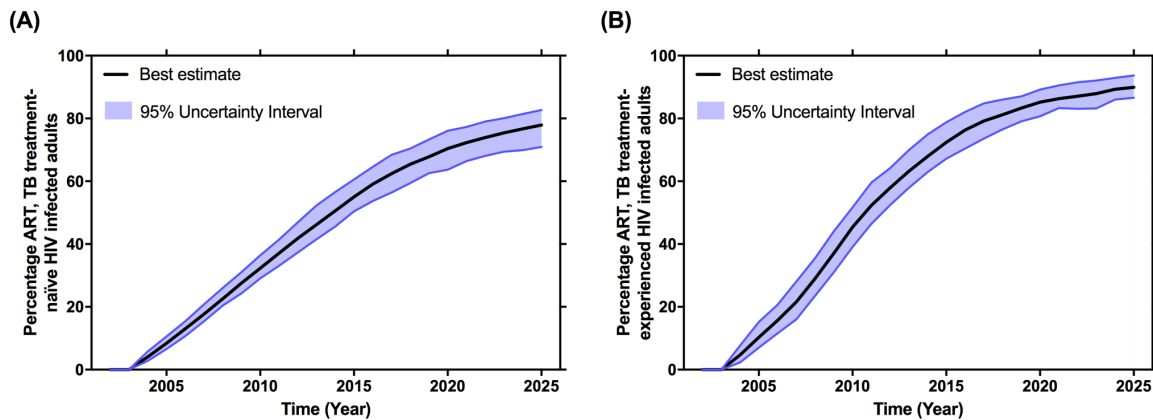 (A)
Percentage ART, TB treatment-
naïve HIV infected adults
100
80
60
40
20
0
Best estimate
95% Uncertainty Interval
2005
2010
2015
2020
2025
Time (Year)
(B)
Percentage ART, TB treatment-
experienced HIV infected adults
100
80
60
40
20
0
Best estimate
95% Uncertainty Interval
2005
2010
2015
2020
2025
Time (Year)